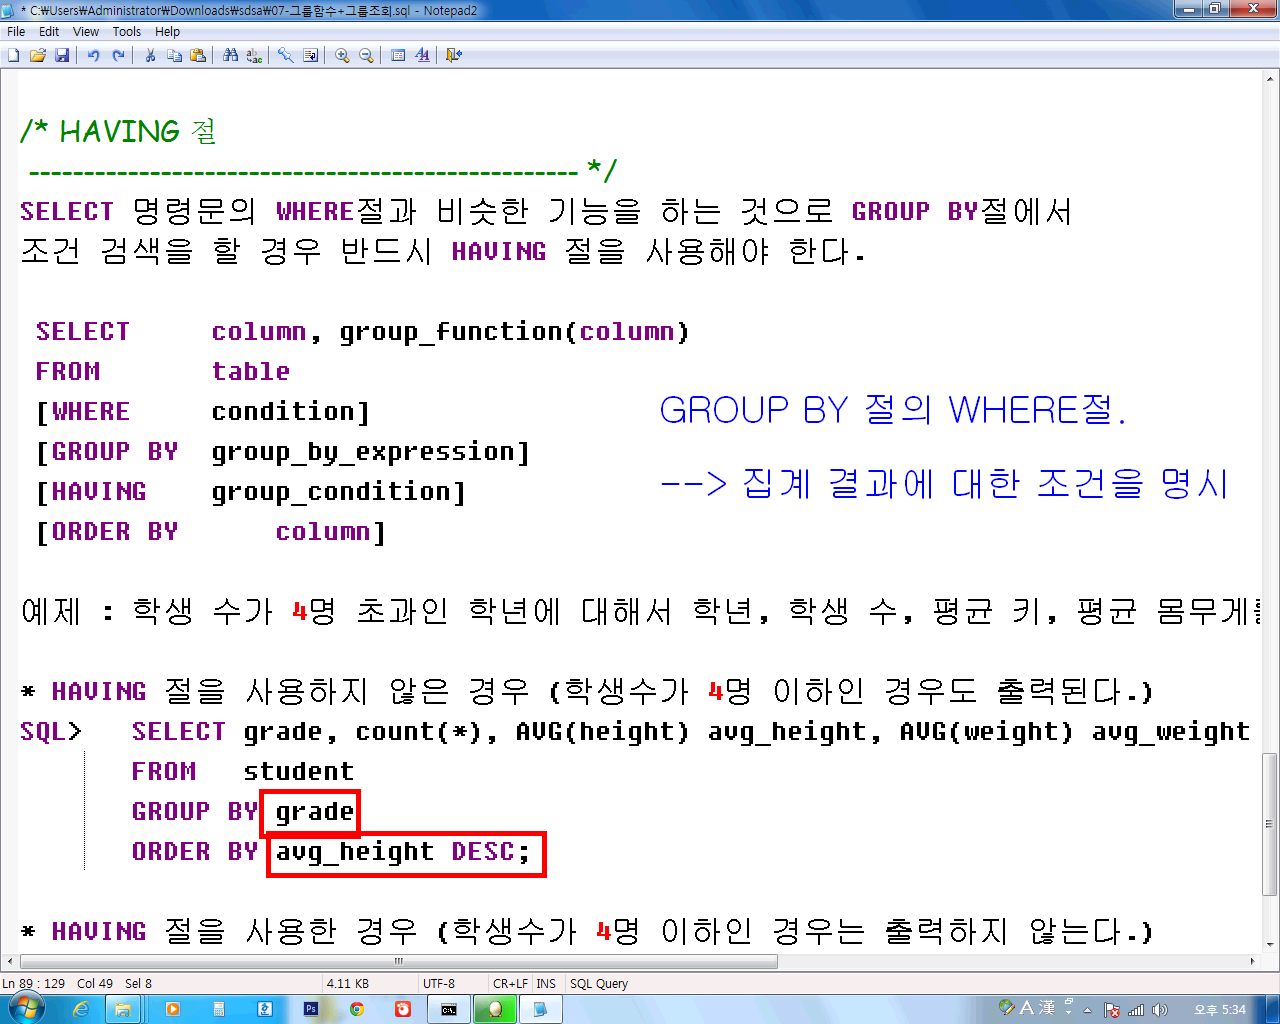 * C:₩Users₩Administrator₩Downloads₩sdsa₩07-그룹함수+그룹조회.sql - Notepad2
File Edit View Tools Help
/* HAVING 절
-------------------------------------------------- */
SELECT 명령문의 WHERE절과 비슷한 기능을 하는 것으로 GROUP BY절에서
조건 검색을 할 경우 반드시 HAVING 절을 사용해야 한다.
SELECT column, group_function(column)
FROM table
[WHERE condition]
GROUP BY 절의 WHERE절.
[GROUP BY group_by_expression]
[HAVING group_condition]
--> 집계 결과에 대한 조건을 명시
[ORDER BY column]
예제 : 학생 수가 4명 초과인 학년에 대해서 학년, 학생 수, 평균 키, 평균 몸무게를
* HAVING 절을 사용하지 않은 경우 (학생수가 4명 이하인 경우도 출력된다.)
SQL> SELECT grade, count(*), AVG(height) avg_height, AVG(weight) avg_weight
FROM student
GROUP BY grade
ORDER BY avg_height DESC;
* HAVING 절을 사용한 경우 (학생수가 4명 이하인 경우는 출력하지 않는다.)
Ln 89 : 129 Col 49 Sel 8 4.11 KB UTF-8 CR+LF INS SQL Query
A 漢 오후 5:34